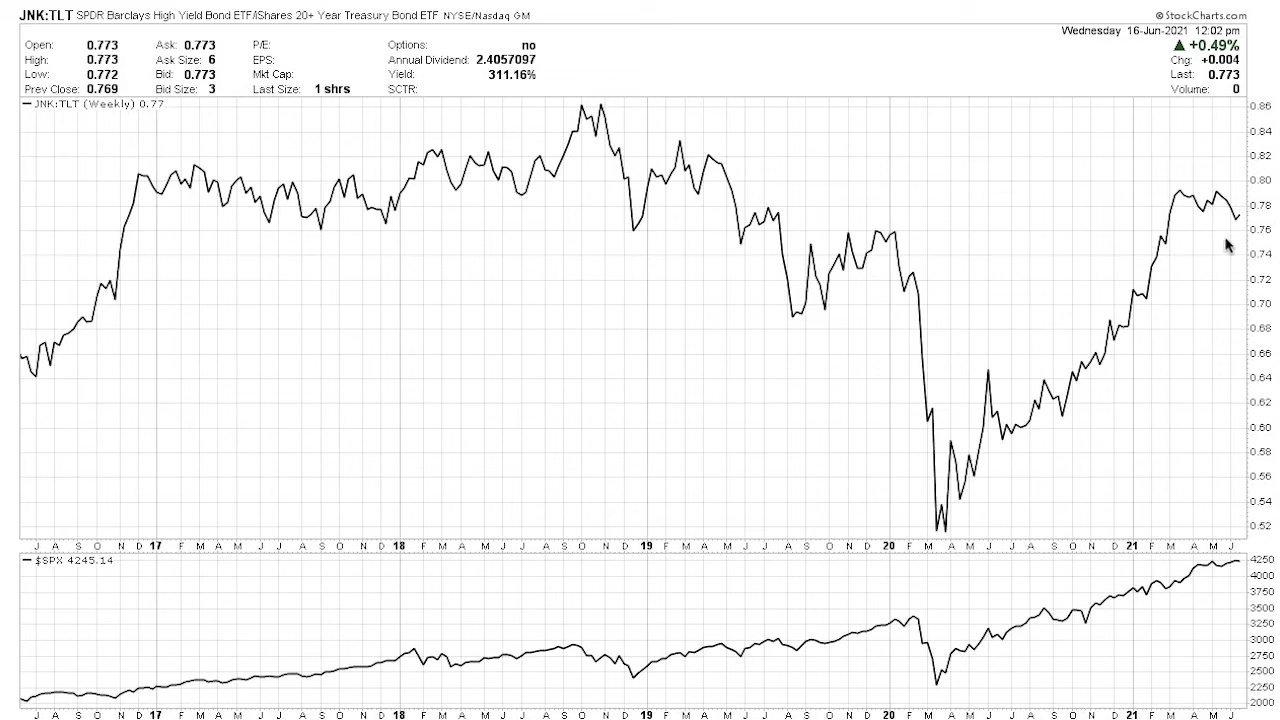 JNK:TLT SPDR Barclays High Yield Bond ETF/iShares 20+ Year Treasury Bond ETF NYSE/Nasdaq GM
© StockCharts.com
Wednesday 16-Jun-2021 12:02 pm
Open: 0.773 Ask: 0.773 P/E: Options: no ▲ +0.49%
High: 0.773 Ask Size: 6 EPS: Annual Dividend: 2.4057097 Chg: +0.004
Low: 0.772 Bid: 0.773 Mkt Cap: Yield: 311.16% Last: 0.773
Prev Close: 0.769 Bid Size: 3 Last Size: 1 shrs SCTR: Volume: 0
JNK:TLT (Weekly) 0.77
0.86
0.84
0.82
0.80
0.78
0.76
0.74
0.72
0.70
0.68
0.66
0.64
0.62
0.60
0.58
0.56
0.54
0.52
J A S O N D 17 F M A M J J A S O N D 18 F M A M J J A S O N D 19 F M A M J J A S O N D 20 F M A M J J A S O N D 21 F M A M J
$SPX 4245.14
4250
4000
3750
3500
3250
3000
2750
2500
2250
2000
J A S O N D 17 F M A M J J A S O N D 18 F M A M J J A S O N D 19 F M A M J J A S O N D 20 F M A M J J A S O N D 21 F M A M J